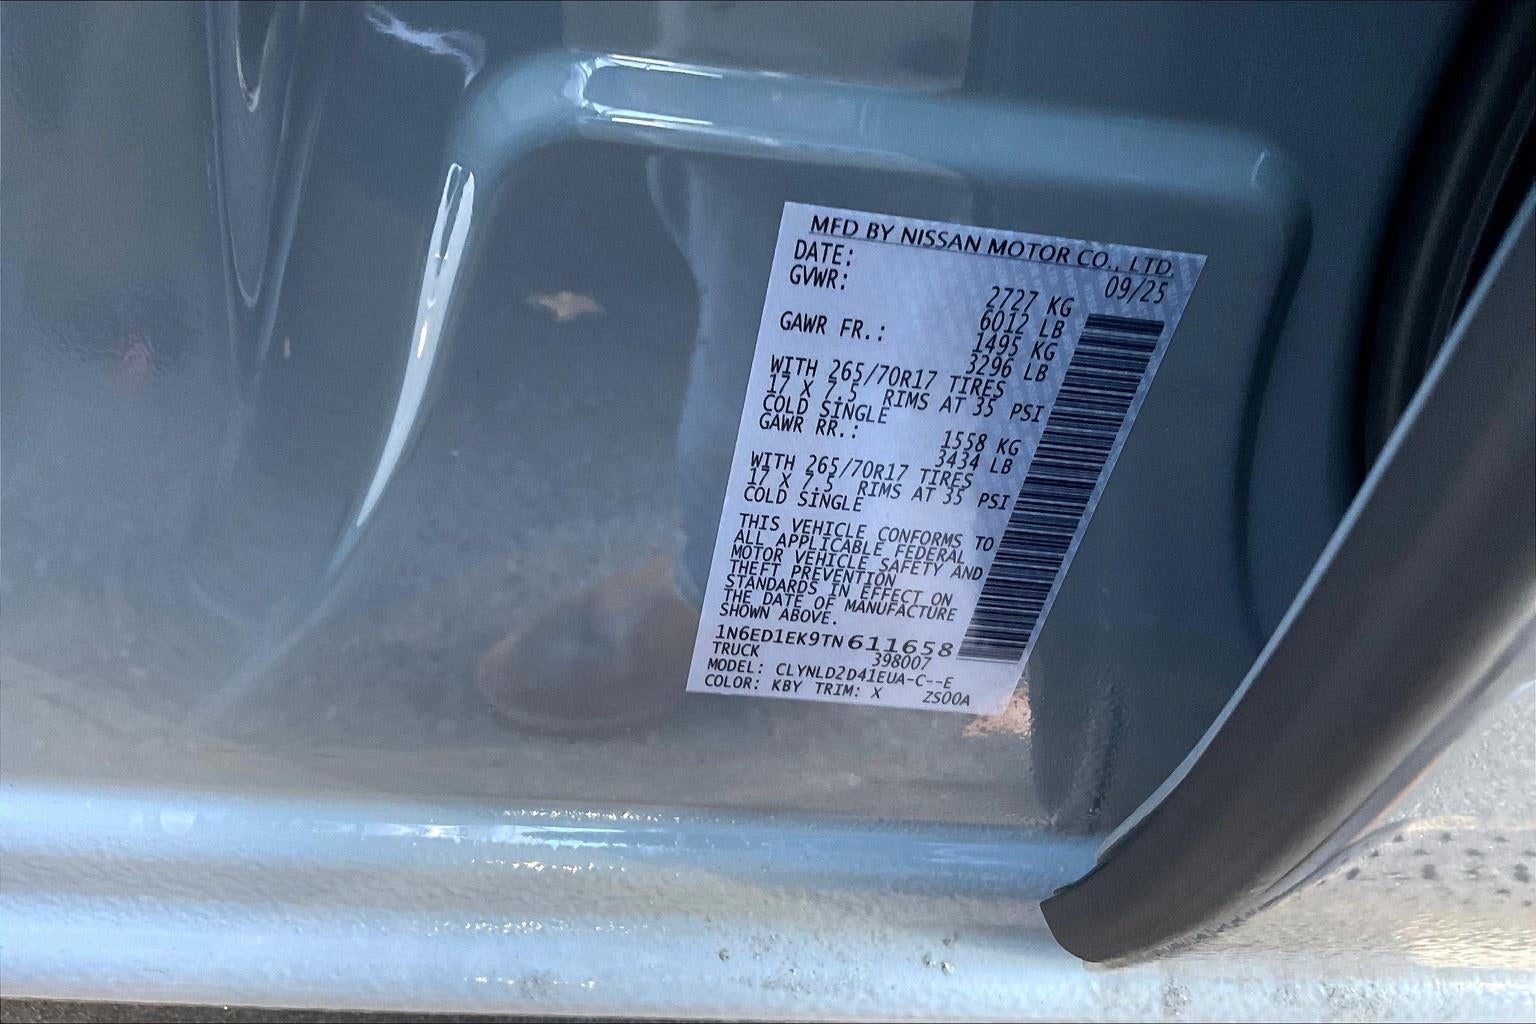 MFD BY NISSAN MOTOR CO., LTD.
DATE: 09/25
GVWR: 2727 KG
6012 LB
GAWR FR.: 1495 KG
3296 LB
WITH 265/70R17 TIRES
17 X 7.5 RIMS AT 35 PSI
COLD SINGLE
GAWR RR.: 1558 KG
3434 LB
WITH 265/70R17 TIRES
17 X 7.5 RIMS AT 35 PSI
COLD SINGLE
THIS VEHICLE CONFORMS TO
ALL APPLICABLE FEDERAL
MOTOR VEHICLE SAFETY AND
THEFT PREVENTION
STANDARDS IN EFFECT ON
THE DATE OF MANUFACTURE
SHOWN ABOVE.
1N6ED1EK9TN611658
TRUCK 398007
MODEL: CLYNLD2D41EUA-C--E
COLOR: KBY TRIM: X ZS00A